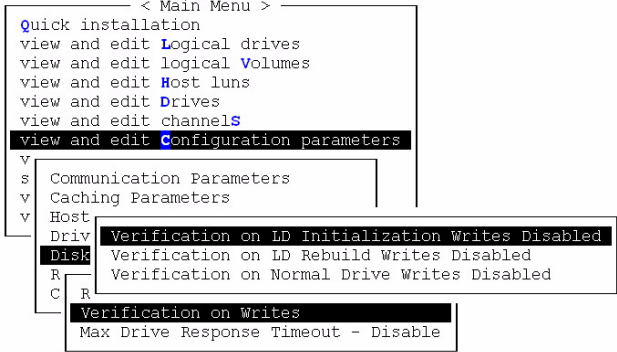 < Main Menu >
Quick installation
view and edit Logical drives
view and edit logical Volumes
view and edit Host luns
view and edit Drives
view and edit channelS
view and edit Configuration parameters
v
s Communication Parameters
v Caching Parameters
v Host
Driv Verification on LD Initialization Writes Disabled
Disk Verification on LD Rebuild Writes Disabled
R Verification on Normal Drive Writes Disabled
C R
Verification on Writes
Max Drive Response Timeout - Disable